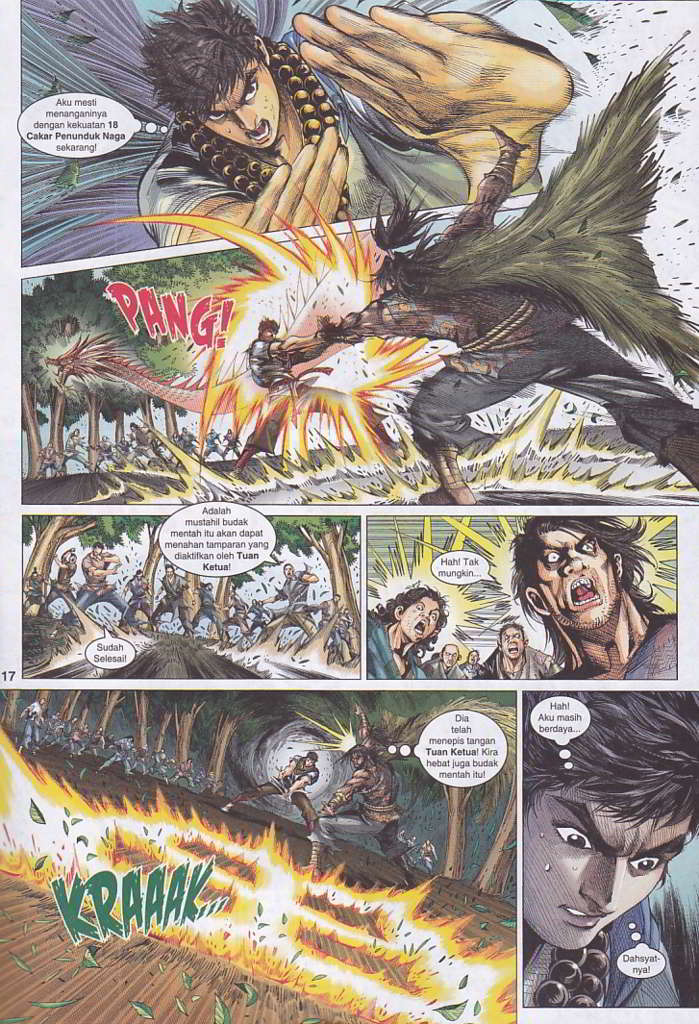 Aku mesti
menanganinya
dengan kekuatan 18
Cakar Penunduk Naga
sekarang!
PANG!
Adalah
mustahil budak
mentah itu akan dapat
menahan tamparan yang
diaktifkan oleh Tuan
Ketua!
Sudah
Selesai!
Hah! Tak
mungkin...
17
Dia
telah
menepis tangan
Tuan Ketua! Kira
hebat juga budak
mentah itu!
KRAAAK...
Hah!
Aku masih
berdaya...
Dahsyat-
nya!